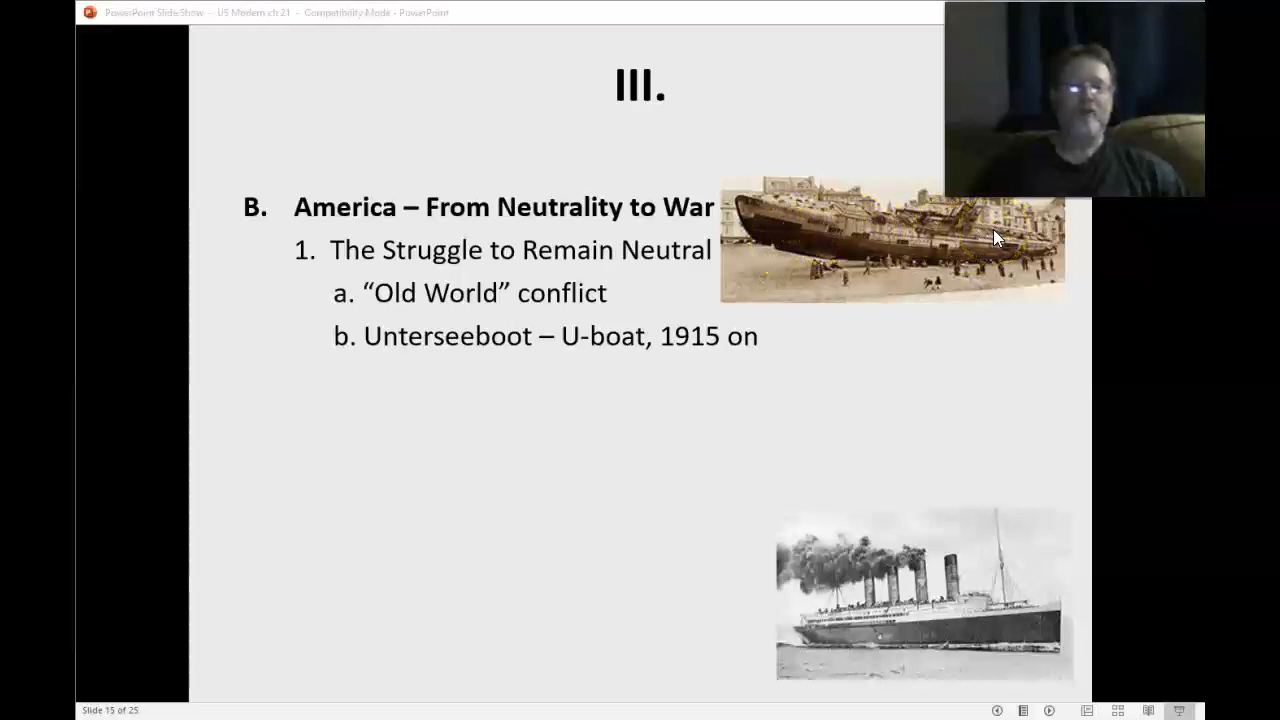 PowerPoint Slide Show - US Modern ch 21 - Compatibility Mode - PowerPoint
III.
B. America – From Neutrality to War
1. The Struggle to Remain Neutral
a. “Old World” conflict
b. Unterseeboot – U-boat, 1915 on
Slide 15 of 25